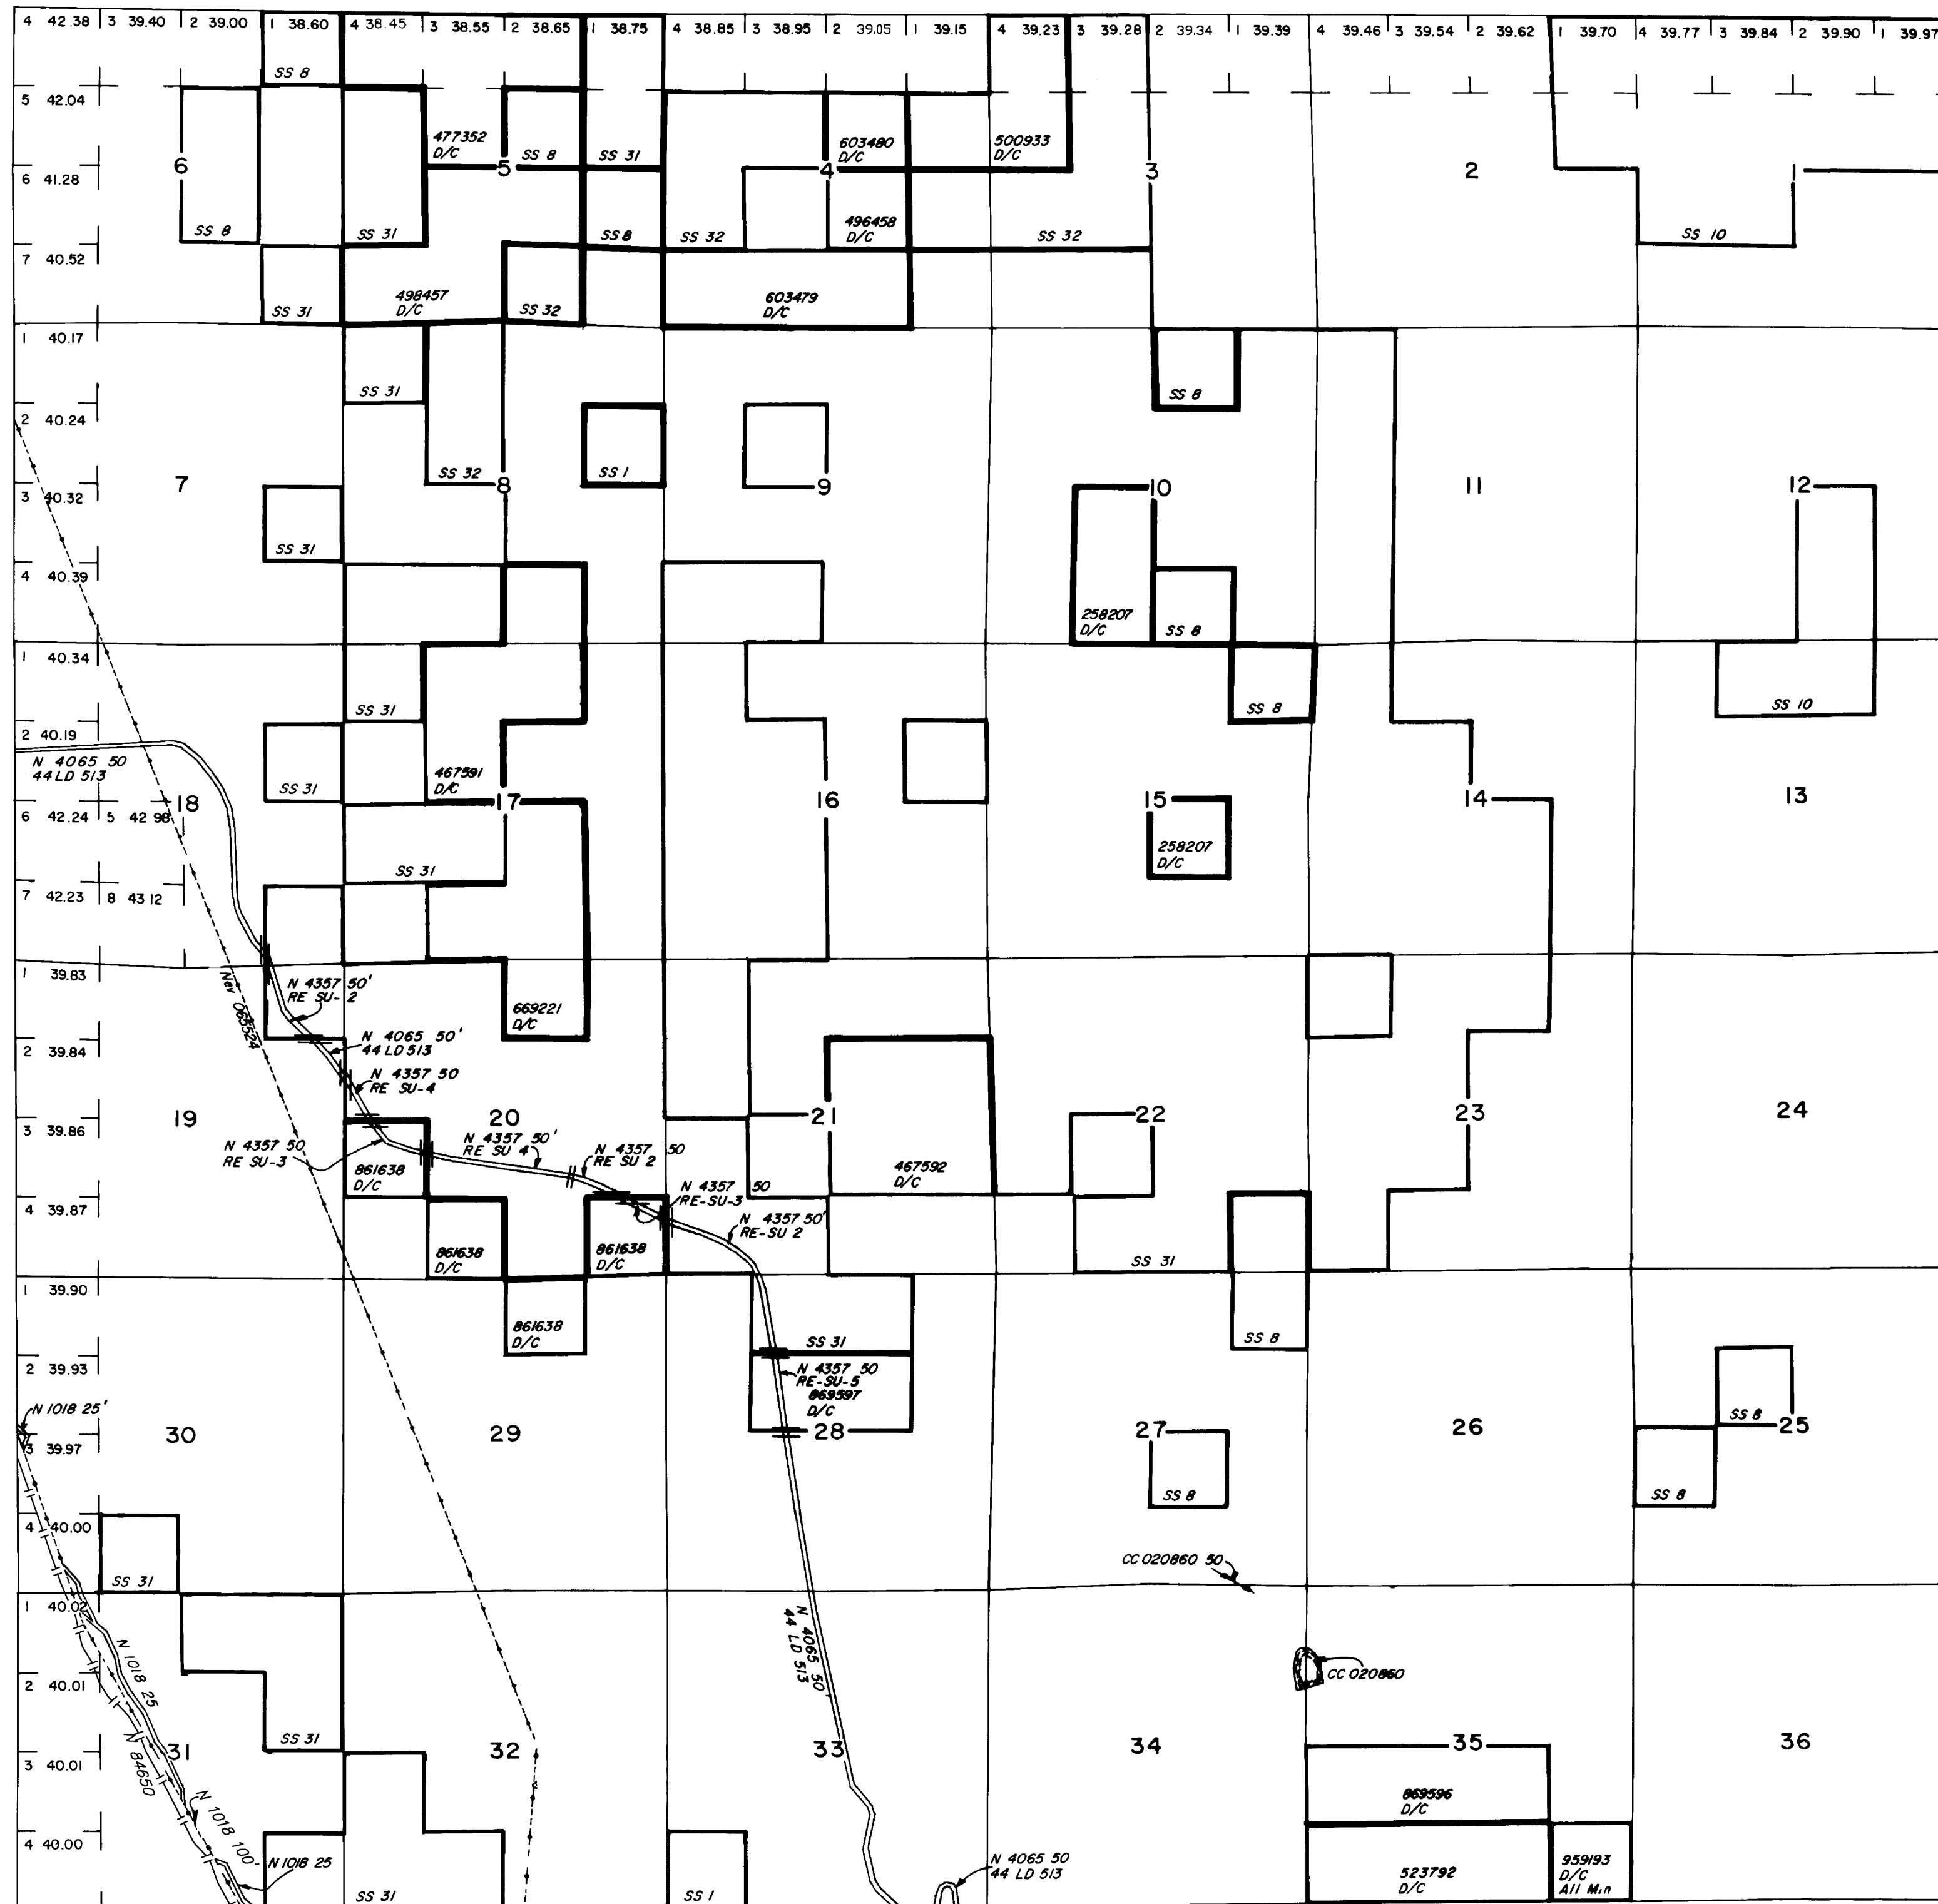 4 42.38 3 39.40 2 39.00 1 38.60 4 38.45 3 38.55 2 38.65 1 38.75 4 38.85 3 38.95 2 39.05 1 39.15 4 39.23 3 39.28 2 39.34 1 39.39 4 39.46 3 39.54 2 39.62 1 39.70 4 39.77 3 39.84 2 39.90 1 39.97
SS 8
5 42.04
477352
D/C
SS 8
SS 31
603480
D/C
500933
D/C
6
5
4
3
2
1
6 41.28
SS 8
SS 31
SS 8
SS 32
496458
D/C
SS 32
SS 10
7 40.52
SS 31
498457
D/C
SS 32
603479
D/C
1 40.17
SS 31
SS 8
2 40.24
SS 32
SS 1
7
8
9
10
11
12
3 40.32
SS 31
4 40.39
258207
D/C
SS 8
1 40.34
SS 31
SS 8
SS 10
2 40.19
N 4065 50
44 LD 513
SS 31
467591
D/C
18
17
16
15
14
13
6 42.24 5 42 98
258207
D/C
SS 31
7 42.23 8 43 12
1 39.83
N 4357 50'
RE SU- 2
Nev 065524
669221
D/C
2 39.84
N 4065 50'
44 LD 513
N 4357 50
RE SU-4
19
20
21
22
23
24
3 39.86
N 4357 50
RE SU-3
N 4357 50'
RE SU 4
N 4357 50
RE SU 2
861638
D/C
467592
D/C
4 39.87
N 4357 50
RE-SU-3
N 4357 50'
RE-SU 2
861638
D/C
861638
D/C
SS 31
1 39.90
861638
D/C
SS 31
SS 8
2 39.93
N 4357 50
RE-SU-5
869597
D/C
SS 8
N 1018 25'
30
29
28
27
26
25
3 39.97
SS 8
SS 8
4 40.00
SS 31
CC 020860 50
1 40.02
N 1018 25
N 4065 50
44 LD 513
2 40.01
CC 020860
SS 31
31
32
33
34
35
36
3 40.01
N 84650
869596
D/C
N 1018 100'
4 40.00
N 1018 25
SS 31
SS 1
N 4065 50
44 LD 513
523792
D/C
959193
D/C
All Min